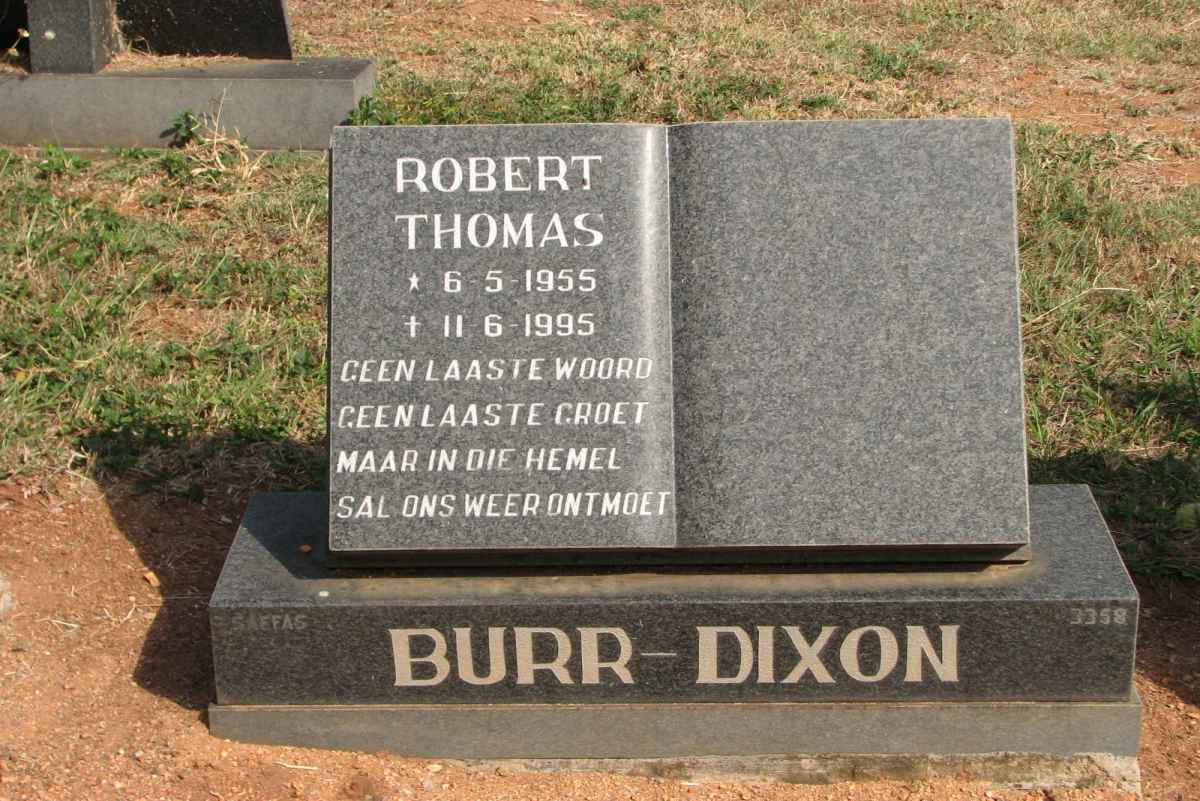 ROBERT
THOMAS
★ 6-5-1955
† 11-6-1995
GEEN LAASTE WOORD
GEEN LAASTE GROET
MAAR IN DIE HEMEL
SAL ONS WEER ONTMOET
SAFFAS
3358
BURR-DIXON